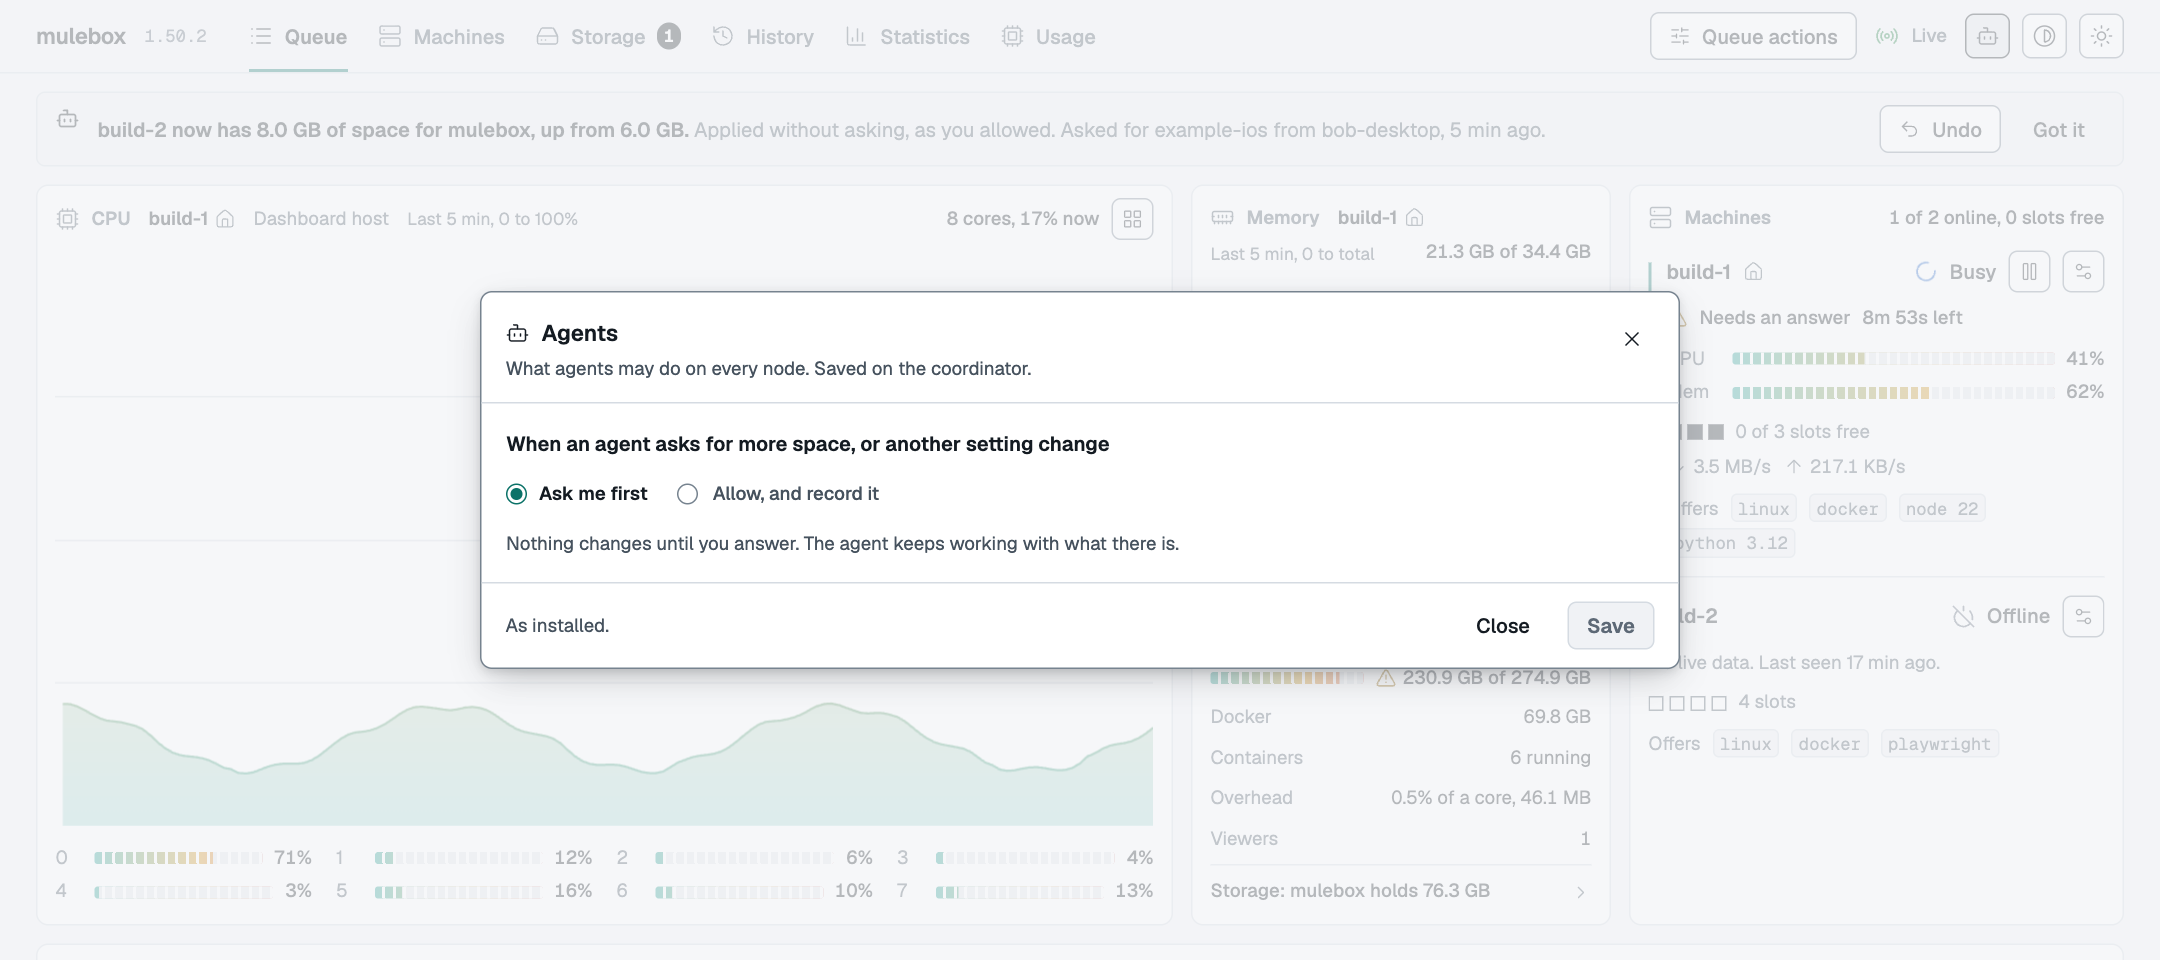 mulebox 1.50.2 Queue Machines Storage 1 History Statistics Usage Queue actions Live
build-2 now has 8.0 GB of space for mulebox, up from 6.0 GB. Applied without asking, as you allowed. Asked for example-ios from bob-desktop, 5 min ago. Undo Got it
CPU build-1 Dashboard host Last 5 min, 0 to 100% 8 cores, 17% now
Memory build-1
Last 5 min, 0 to total 21.3 GB of 34.4 GB
Machines 1 of 2 online, 0 slots free
build-1 Busy
Needs an answer 8m 53s left
PU 41%
em 62%
0 of 3 slots free
3.5 MB/s 217.1 KB/s
ffers linux docker node 22
python 3.12
ld-2 Offline
live data. Last seen 17 min ago.
4 slots
Offers linux docker playwright
Agents
What agents may do on every node. Saved on the coordinator.
When an agent asks for more space, or another setting change
Ask me first Allow, and record it
Nothing changes until you answer. The agent keeps working with what there is.
As installed. Close Save
230.9 GB of 274.9 GB
Docker 69.8 GB
Containers 6 running
Overhead 0.5% of a core, 46.1 MB
Viewers 1
Storage: mulebox holds 76.3 GB
0 71% 1 12% 2 6% 3 4%
4 3% 5 16% 6 10% 7 13%